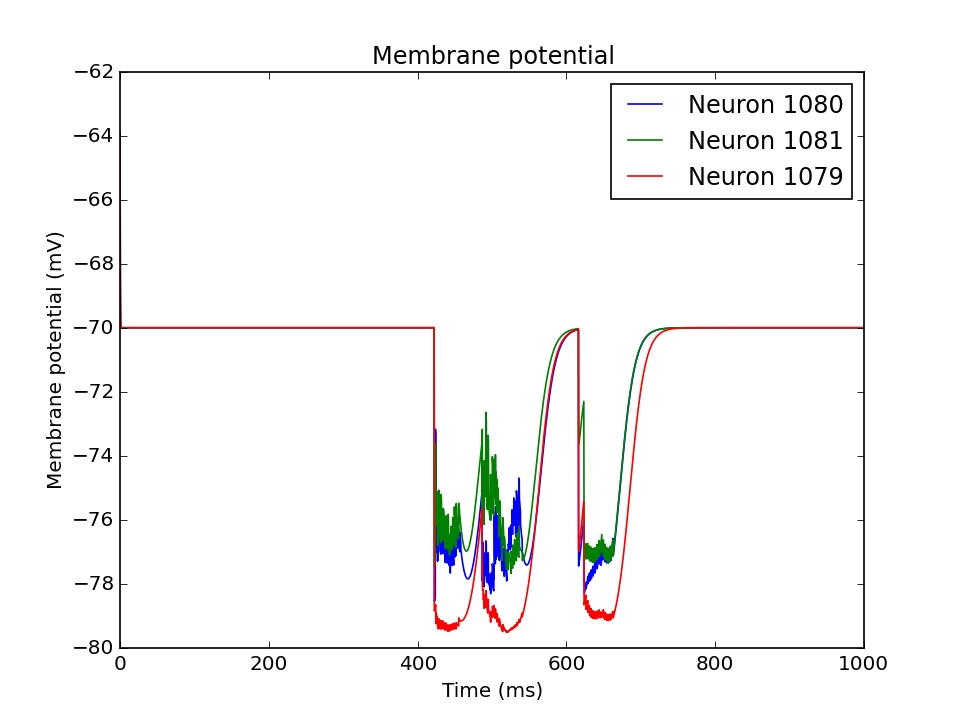 Membrane potential
−62
−64
−66
−68
−70
−72
−74
−76
−78
−80
Membrane potential (mV)
Neuron 1080
Neuron 1081
Neuron 1079
0
200
400
600
800
1000
Time (ms)